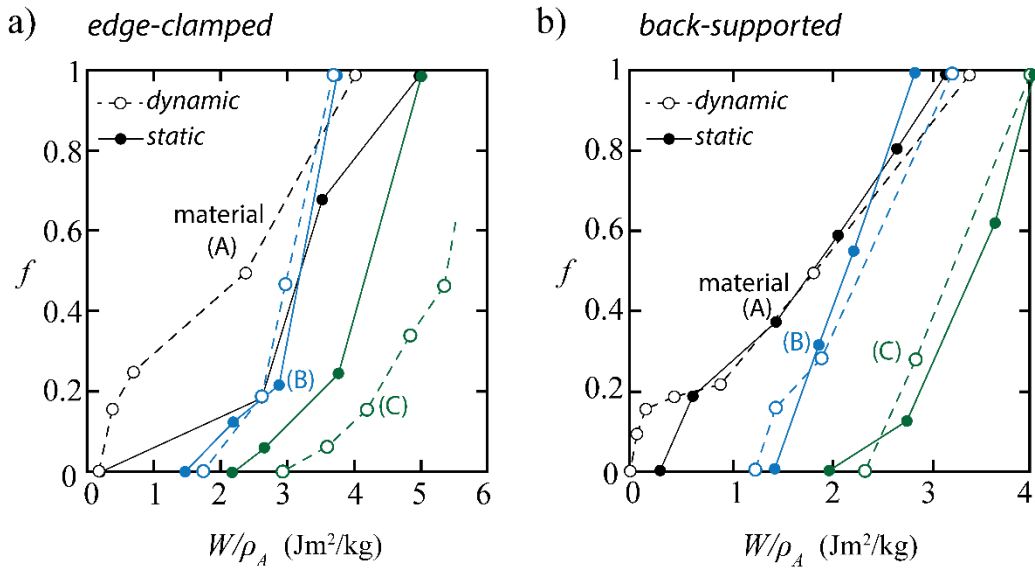 a) edge-clamped
1
dynamic
static
0.8
material
(A)
0.6
f
0.4
(B)
0.2
(C)
0
0 1 2 3 4 5 6
W/ρ_A (Jm²/kg)
b) back-supported
1
dynamic
static
0.8
0.6
f
material
(A)
0.4
(B)
(C)
0.2
0
0 1 2 3 4
W/ρ_A (Jm²/kg)